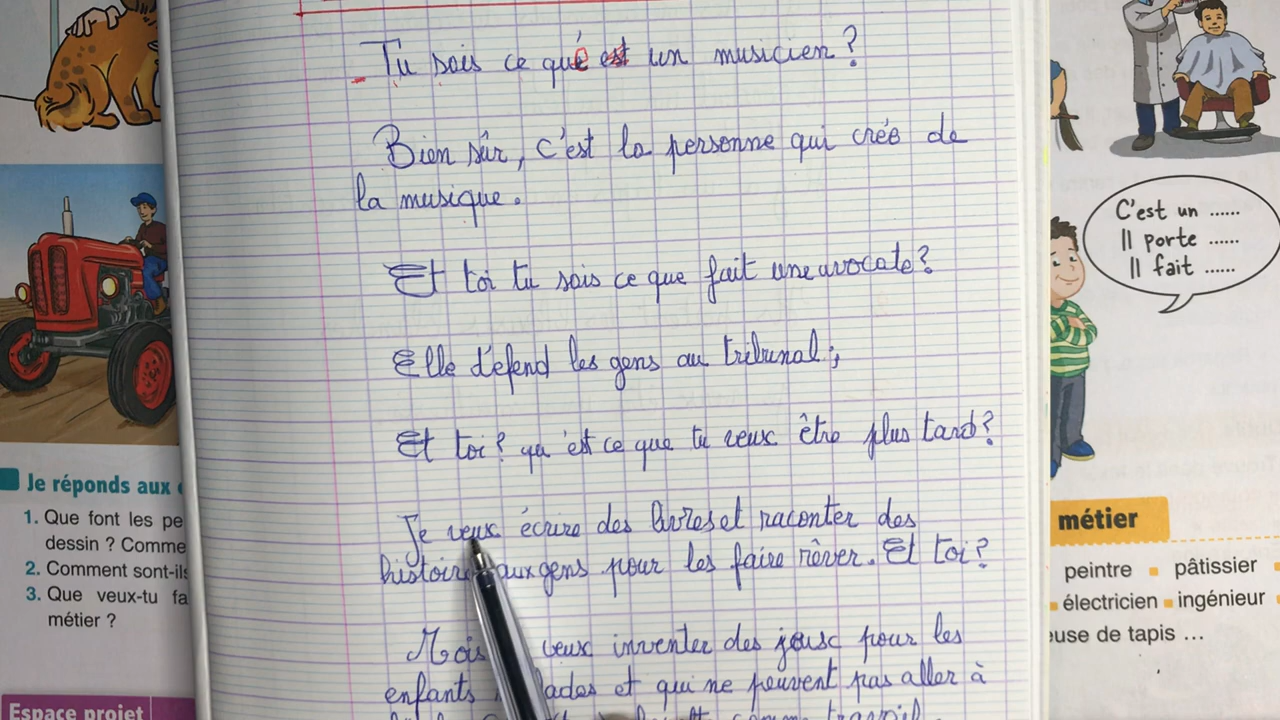 Tu sais ce qué est un musicien ?
Bien sûr, c'est la personne qui crée de
la musique.
Et toi tu sais ce que fait une avocate ?
Elle défend les gens au tribunal ;
Et toi ? qu'est ce que tu veux être plus tard ?
Je veux écrire des livres et raconter des
aux gens pour les faire rêver. Et toi ?
Mois veux inventer des jeux pour les
enfants et qui ne peuvent pas aller à
comme travail.
Je réponds aux
1. Que font les pe
dessin ? Comme
2. Comment sont-ils
3. Que veux-tu fa
métier ?
Espace projet
C'est un ......
Il porte ......
Il fait ......
métier
peintre ▪ pâtissier ▪
▪ électricien ▪ ingénieur ▪
euse de tapis ...